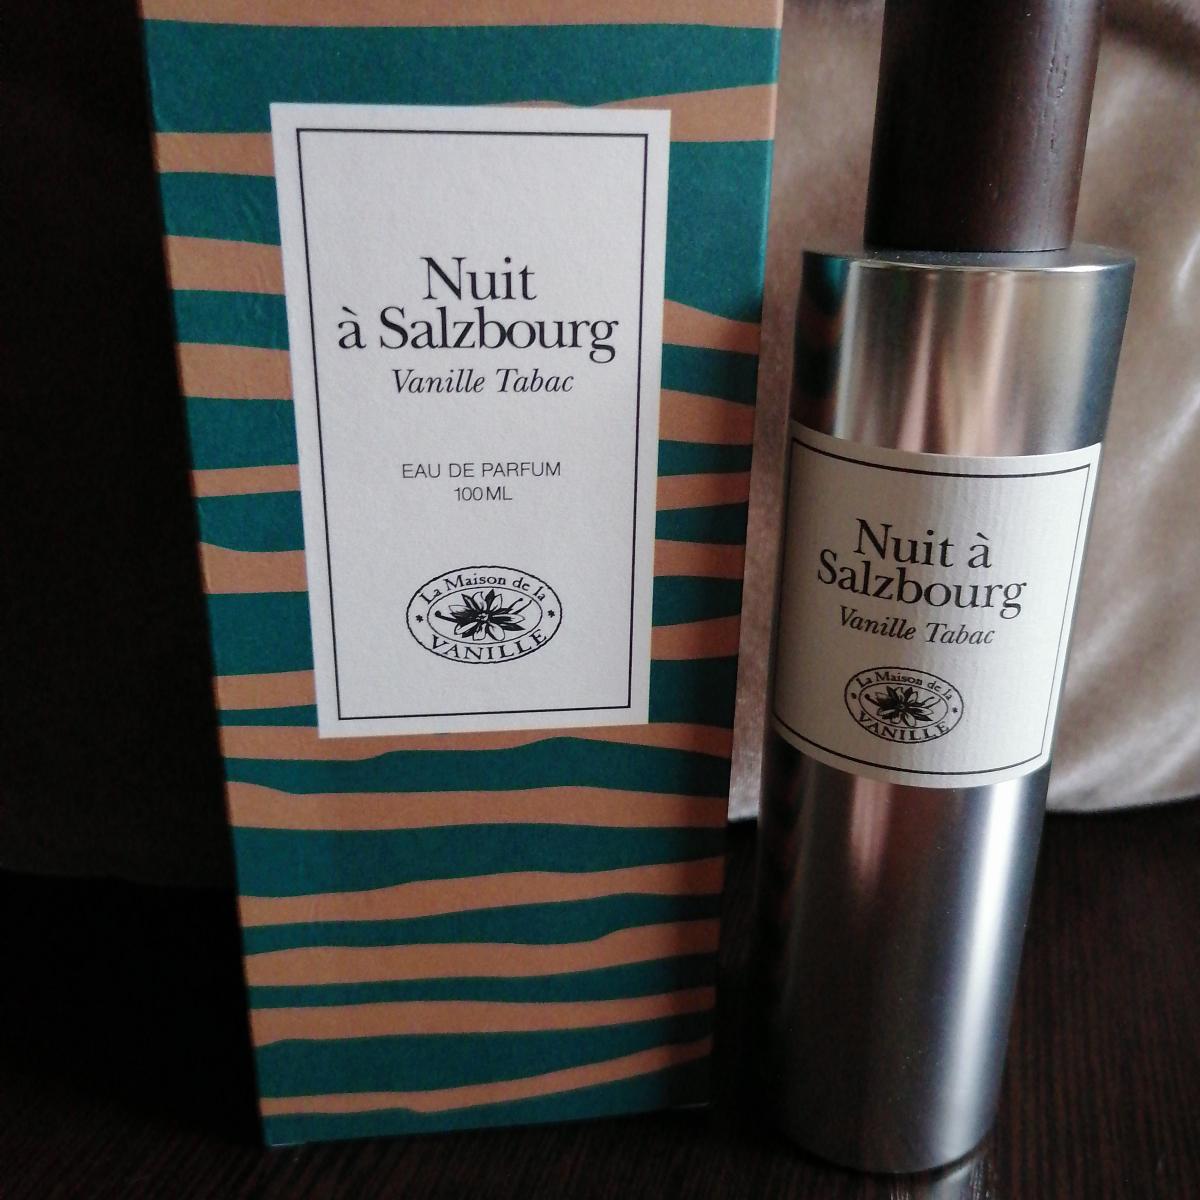 Nuit
à Salzbourg
Vanille Tabac
EAU DE PARFUM
100 ML
La Maison de la
VANILLE
Nuit à
Salzbourg
Vanille Tabac
La Maison de la
VANILLE